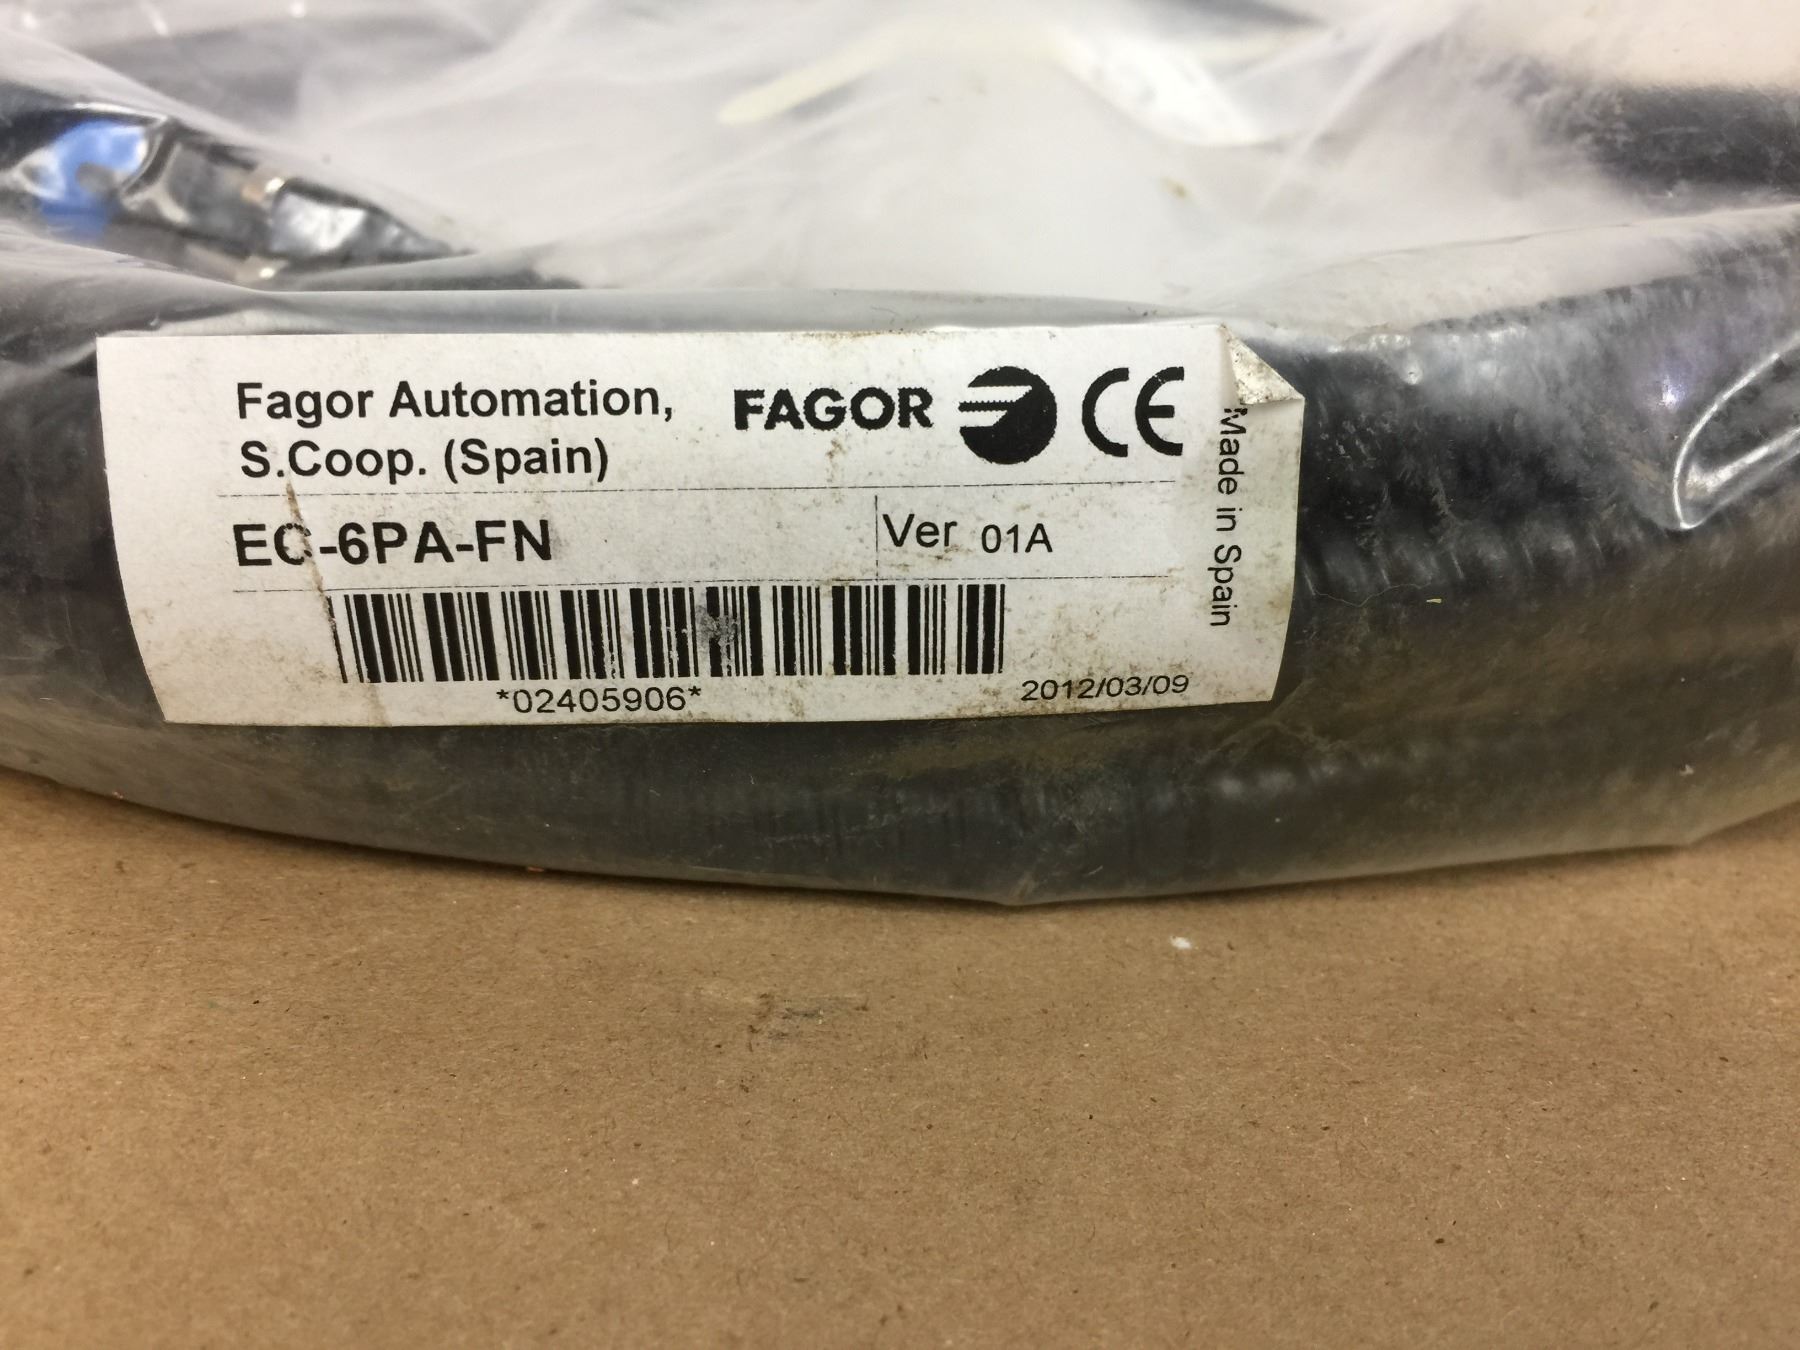 Fagor Automation,
S.Coop. (Spain)
FAGOR CE
EC-6PA-FN
Ver 01A
*02405906*
2012/03/09
Made in Spain